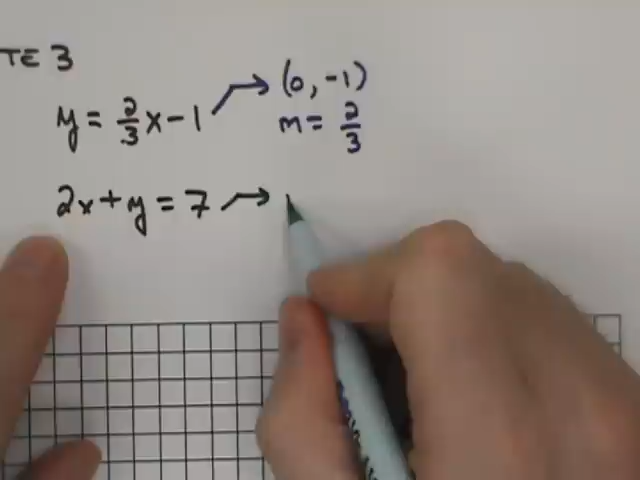 TE 3
y = 2/3 x - 1 → (0, -1)
m = 2/3
2x + y = 7 →